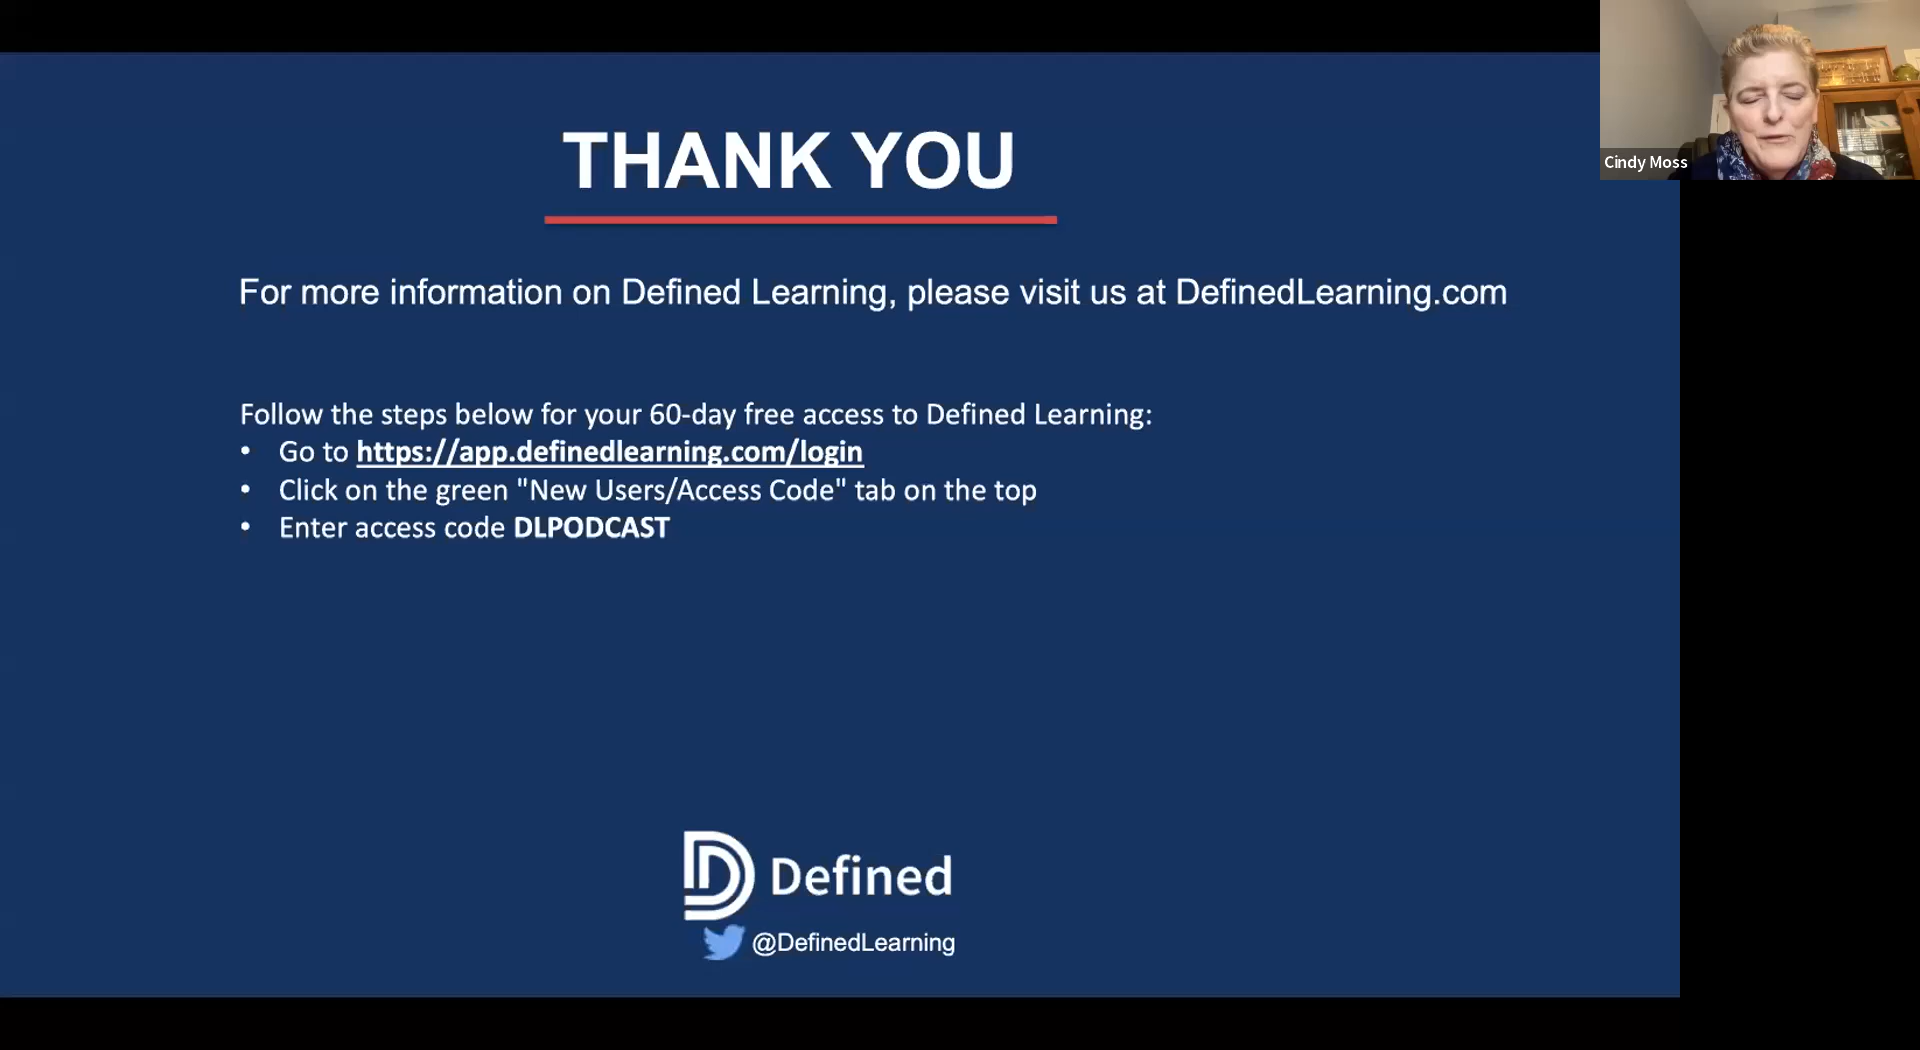 THANK YOU
Cindy Moss
For more information on Defined Learning, please visit us at DefinedLearning.com
Follow the steps below for your 60-day free access to Defined Learning:
• Go to https://app.definedlearning.com/login
• Click on the green "New Users/Access Code" tab on the top
• Enter access code DLPODCAST
Defined
@DefinedLearning